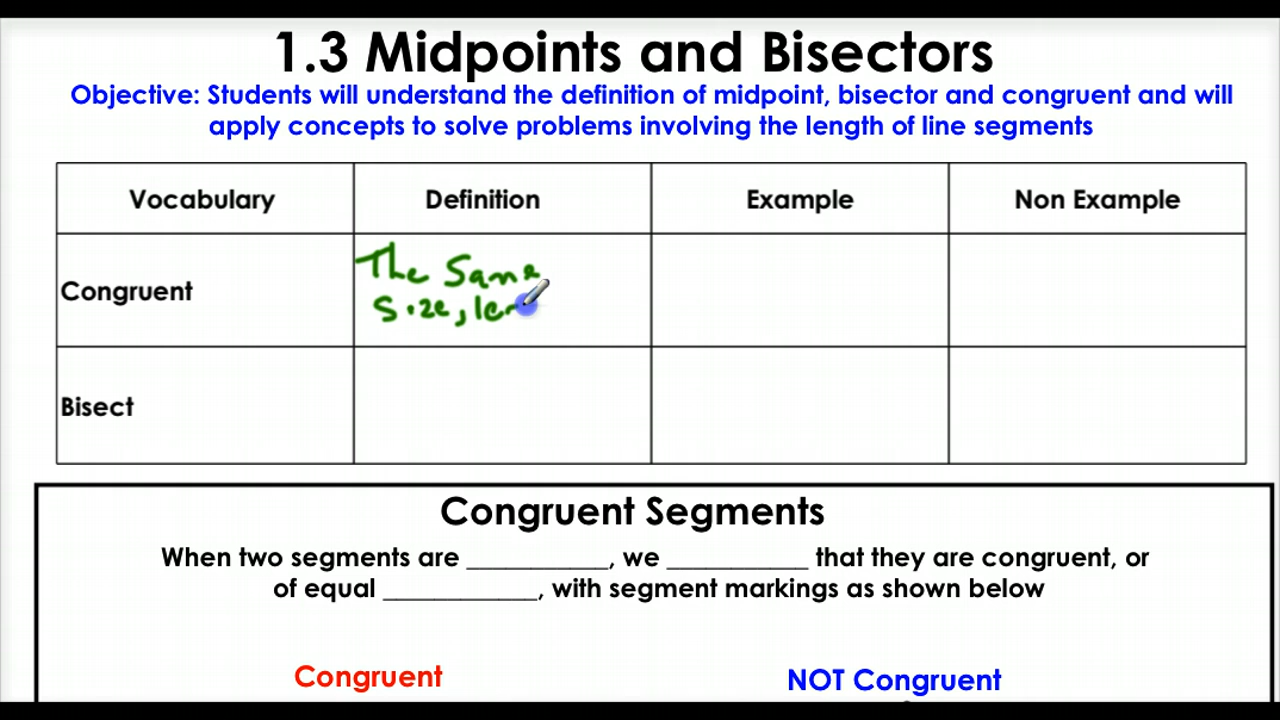 1.3 Midpoints and Bisectors
Objective: Students will understand the definition of midpoint, bisector and congruent and will
apply concepts to solve problems involving the length of line segments
Vocabulary Definition Example Non Example
Congruent
The Same
Size,
Bisect
Congruent Segments
When two segments are __________, we __________ that they are congruent, or
of equal ___________, with segment markings as shown below
Congruent NOT Congruent